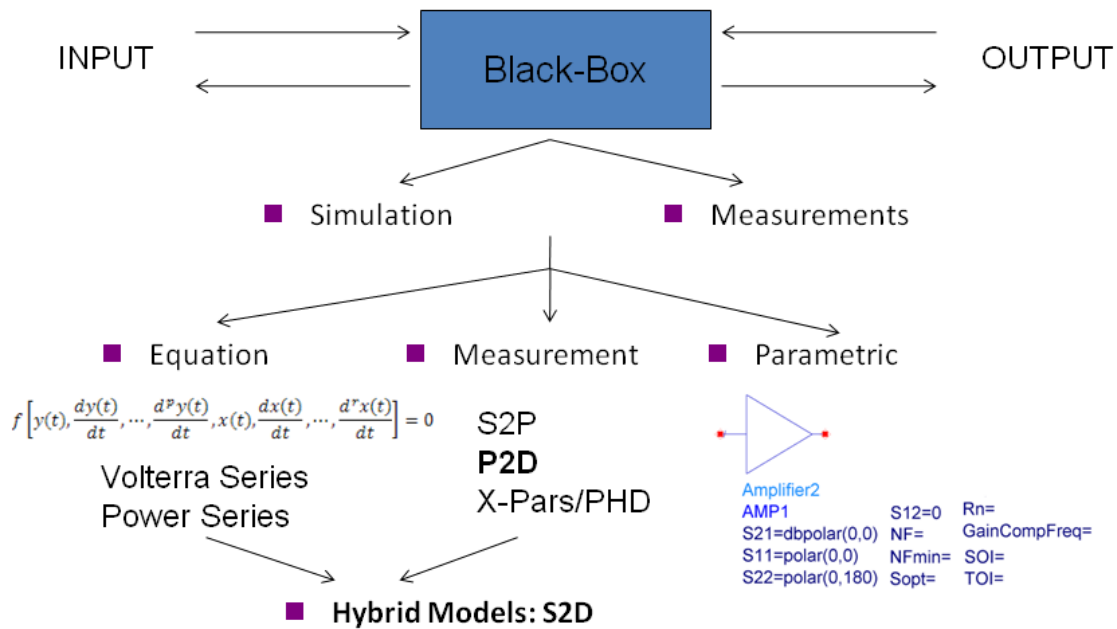 INPUT
Black-Box
OUTPUT
Simulation
Measurements
Equation
Measurement
Parametric
f[y(t), dy(t)/dt, ⋯, dᵖy(t)/dt, x(t), dx(t)/dt, ⋯, dʳx(t)/dt] = 0
Volterra Series
Power Series
S2P
P2D
X-Pars/PHD
Amplifier2
AMP1
S21=dbpolar(0,0)
S11=polar(0,0)
S22=polar(0,180)
S12=0
NF=
NFmin=
Sopt=
Rn=
GainCompFreq=
SOI=
TOI=
Hybrid Models: S2D